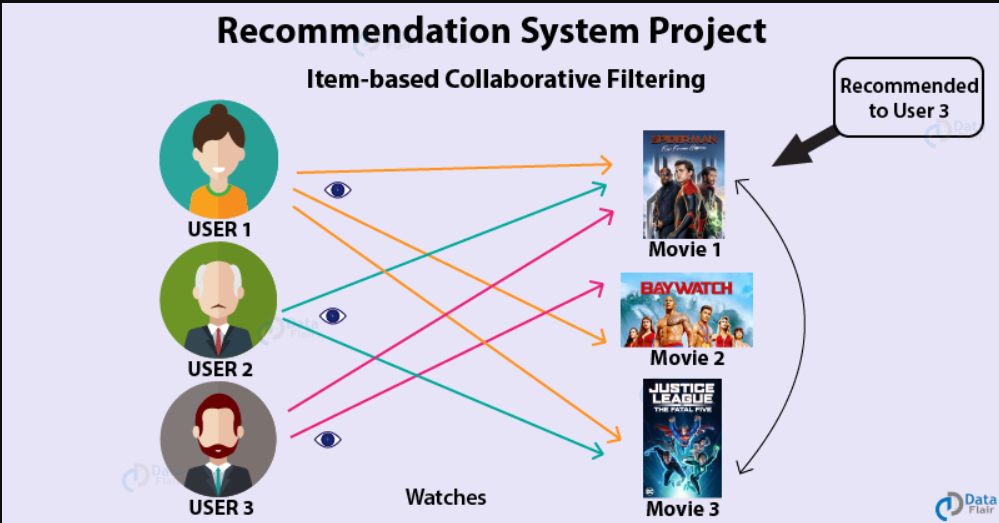 Recommendation System Project
Item-based Collaborative Filtering
Recommended
to User 3
USER 1
SPIDER-MAN
FAR FROM HOME
Movie 1
BAYWATCH
Movie 2
USER 2
JUSTICE
LEAGUE
THE FATAL FIVE
DC
USER 3
Watches
Movie 3
Data
Flair